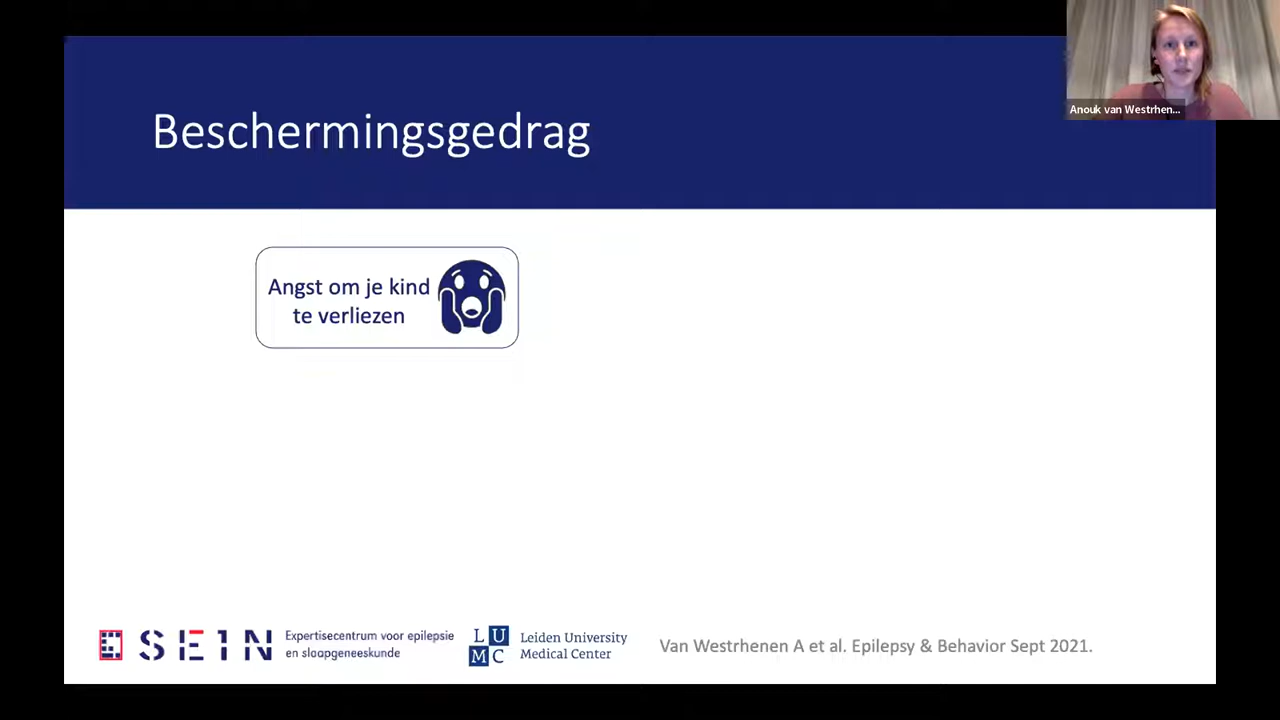 Anouk van Westrhen...
Beschermingsgedrag
Angst om je kind
te verliezen
SEIN
Expertisecentrum voor epilepsie
en slaapgeneeskunde
LU
MC
Leiden University
Medical Center
Van Westrhenen A et al. Epilepsy & Behavior Sept 2021.